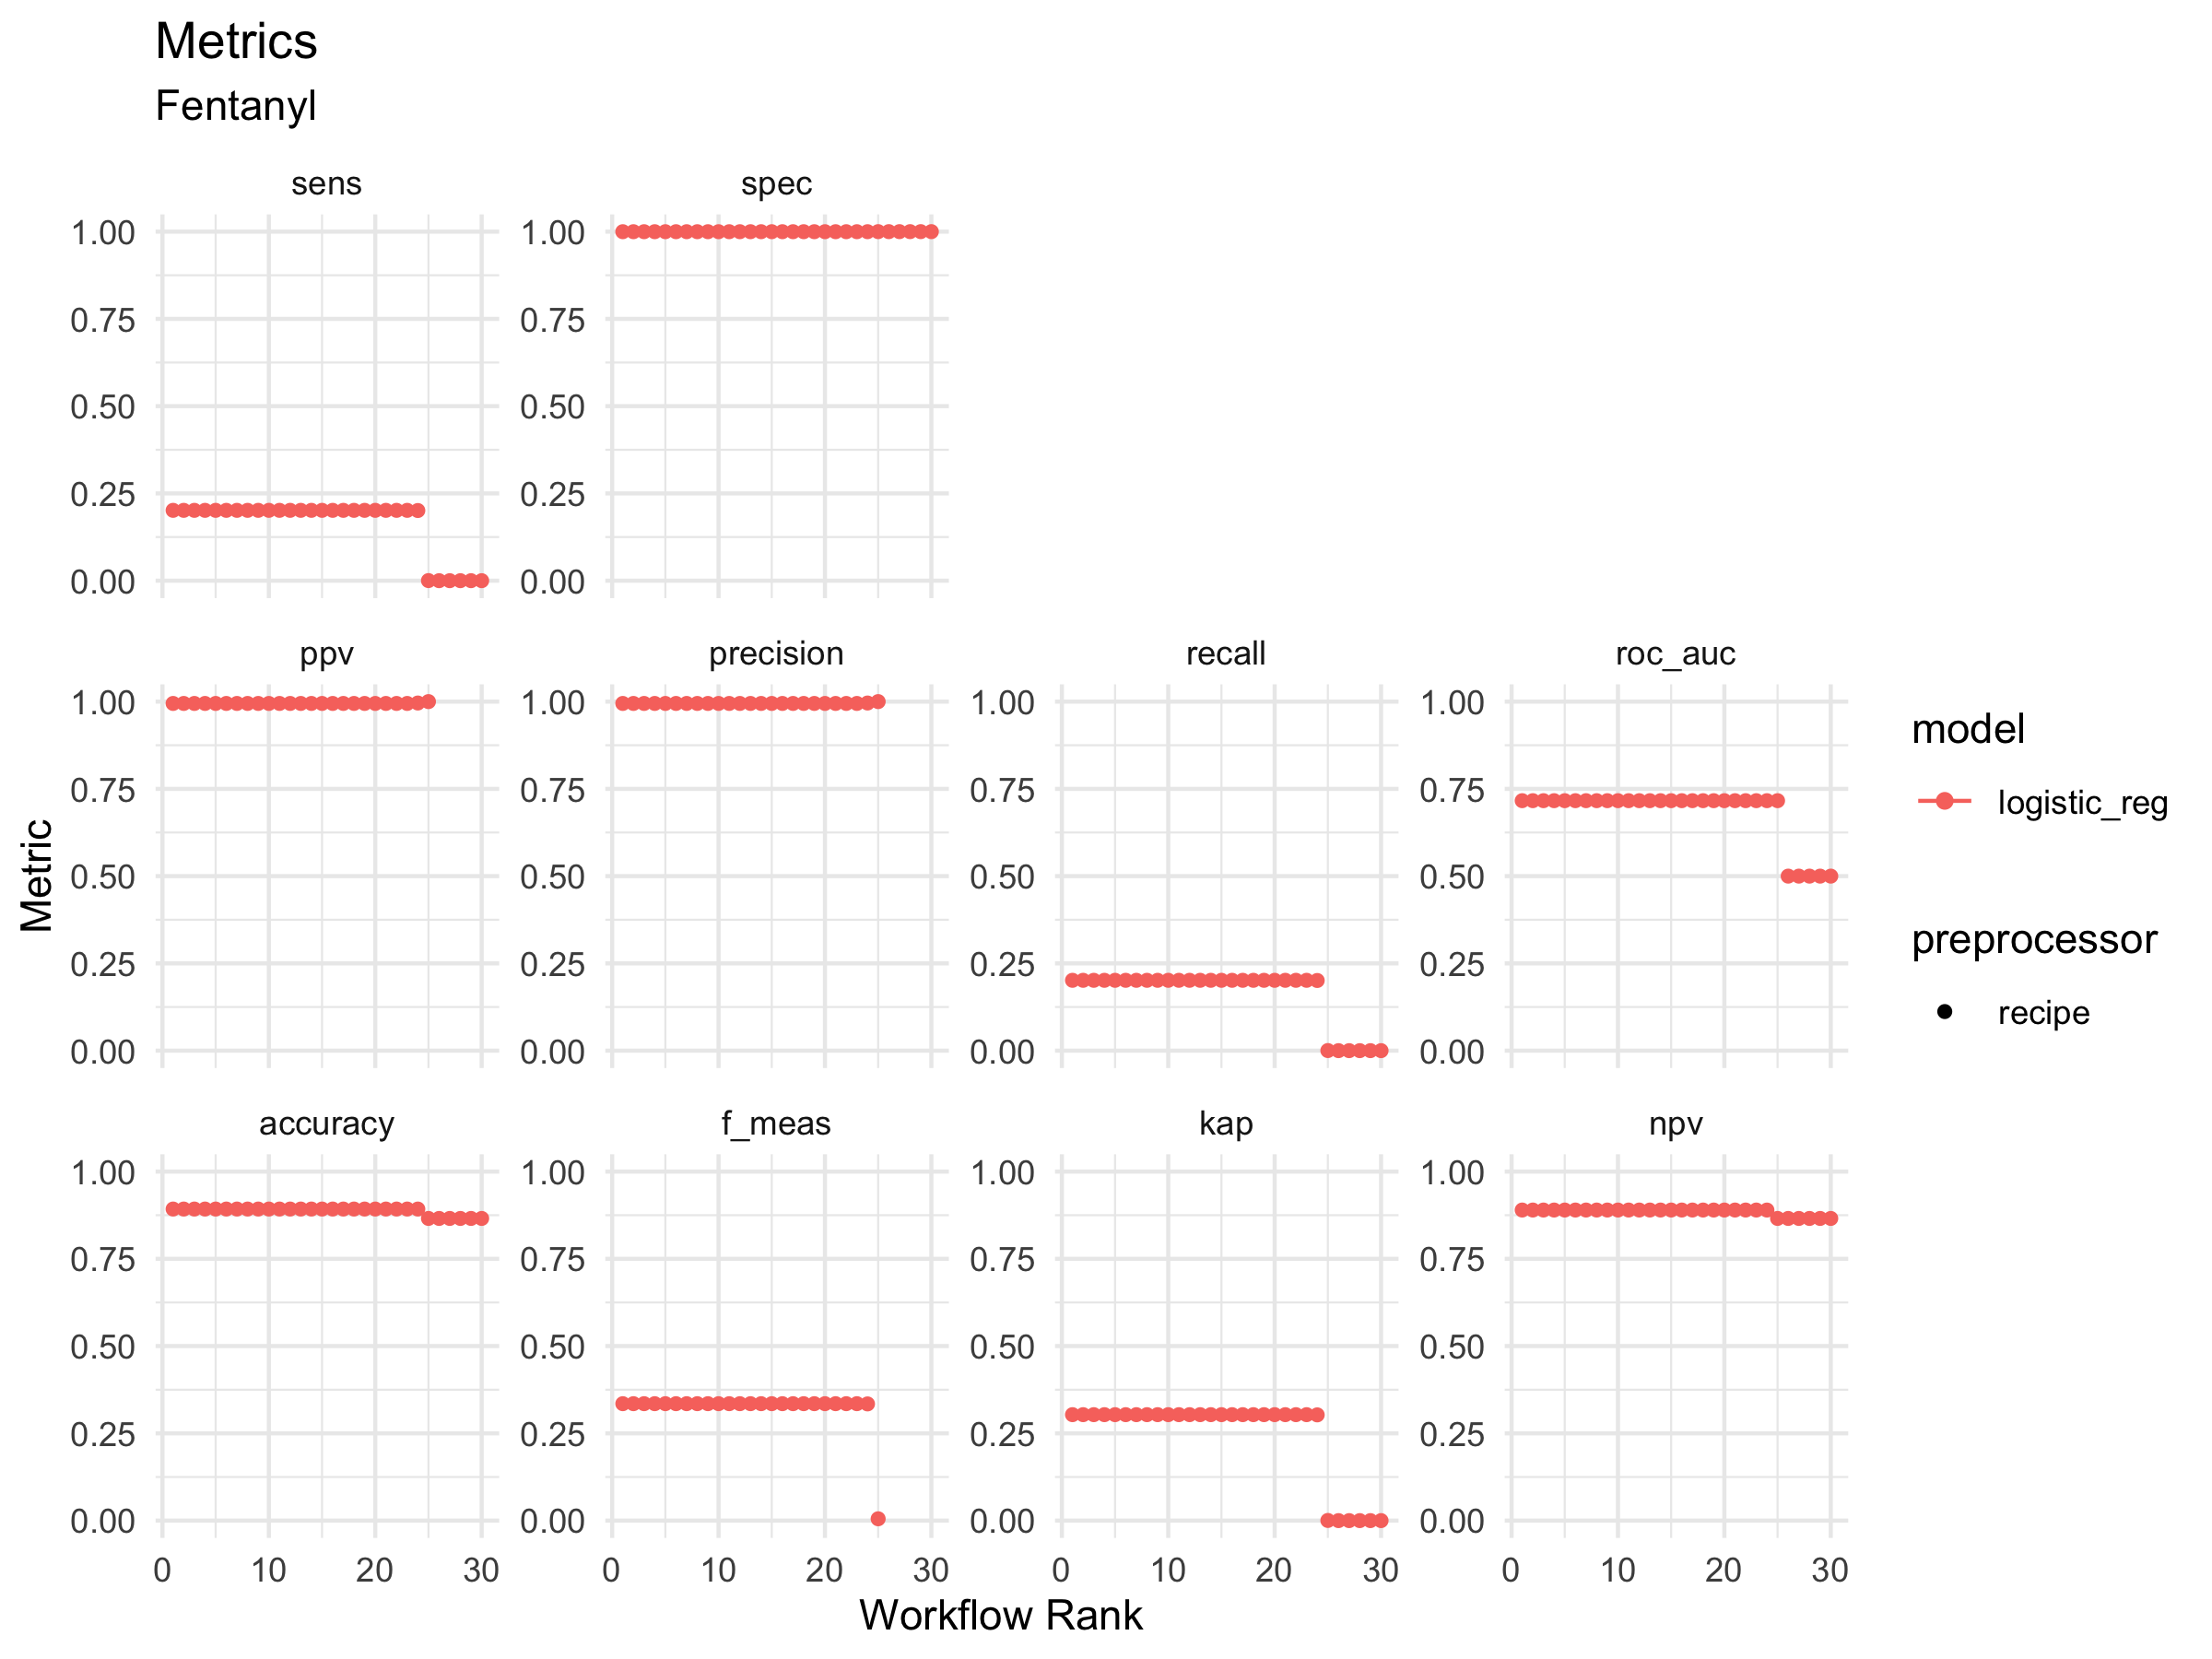 Metrics
Fentanyl
sens spec
1.00 1.00
0.75 0.75
0.50 0.50
0.25 0.25
0.00 0.00
ppv precision recall roc_auc
1.00 1.00 1.00 1.00
0.75 0.75 0.75 0.75
0.50 0.50 0.50 0.50
0.25 0.25 0.25 0.25
0.00 0.00 0.00 0.00
accuracy f_meas kap npv
1.00 1.00 1.00 1.00
0.75 0.75 0.75 0.75
0.50 0.50 0.50 0.50
0.25 0.25 0.25 0.25
0.00 0.00 0.00 0.00
0 10 20 30 0 10 20 30 0 10 20 30 0 10 20 30
Workflow Rank
Metric
model
logistic_reg
preprocessor
recipe